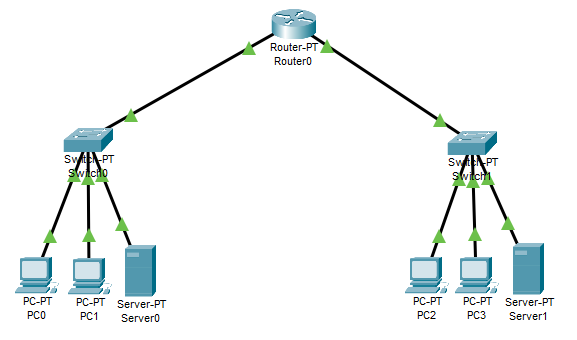 Router-PT
Router0
Switch-PT
Switch0
Switch-PT
Switch1
PC-PT
PC0
PC-PT
PC1
Server-PT
Server0
PC-PT
PC2
PC-PT
PC3
Server-PT
Server1